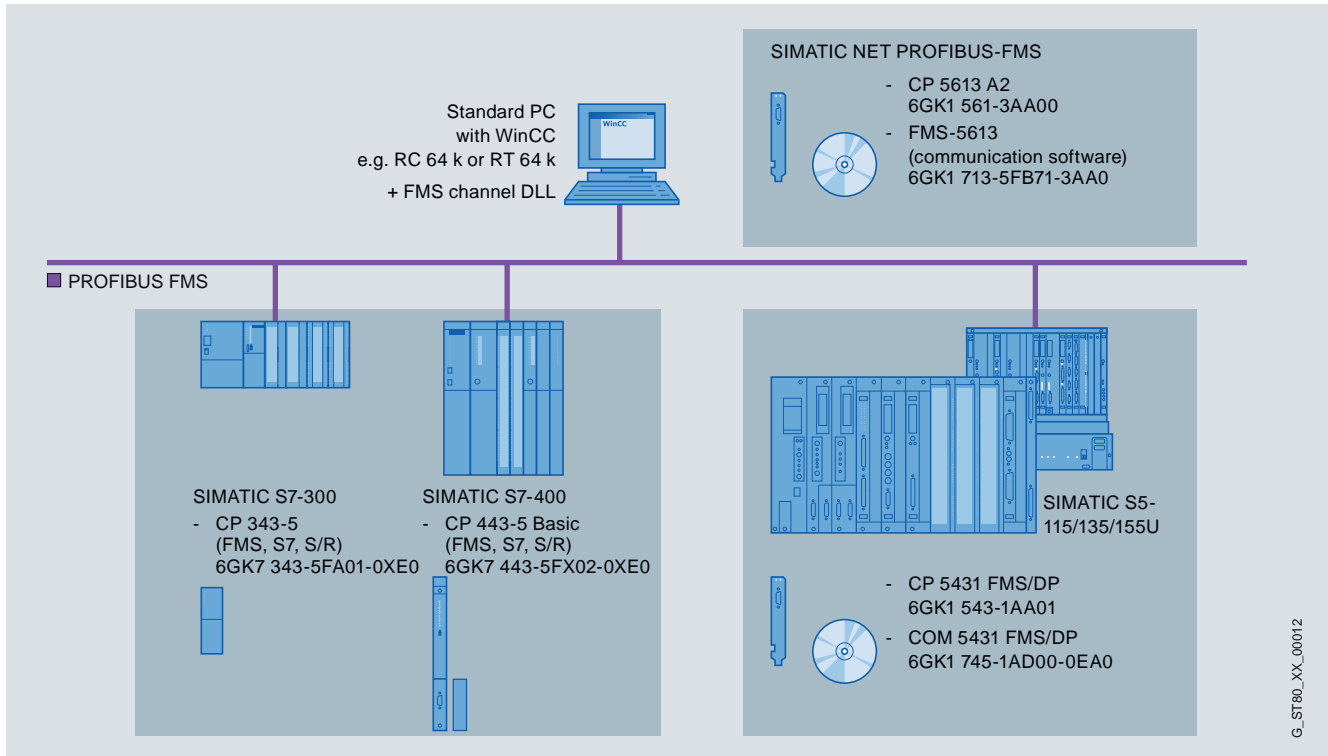 Standard PC
with WinCC
e.g. RC 64 k or RT 64 k
+ FMS channel DLL
WinCC
SIMATIC NET PROFIBUS-FMS
- CP 5613 A2
6GK1 561-3AA00
- FMS-5613
(communication software)
6GK1 713-5FB71-3AA0
PROFIBUS FMS
SIMATIC S7-300
- CP 343-5
(FMS, S7, S/R)
6GK7 343-5FA01-0XE0
SIMATIC S7-400
- CP 443-5 Basic
(FMS, S7, S/R)
6GK7 443-5FX02-0XE0
SIMATIC S5-
115/135/155U
- CP 5431 FMS/DP
6GK1 543-1AA01
- COM 5431 FMS/DP
6GK1 745-1AD00-0EA0
G_ST80_XX_00012